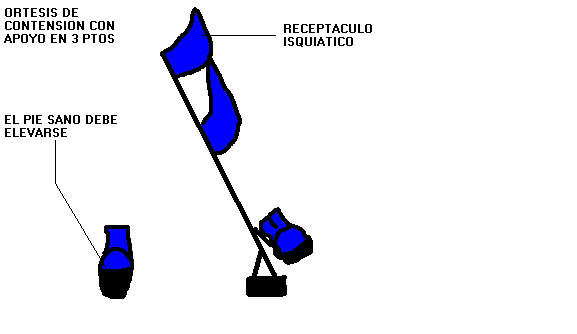 ORTESIS DE
CONTENSION CON
APOYO EN 3 PTOS
RECEPTACULO
ISQUIATICO
EL PIE SANO DEBE
ELEVARSE